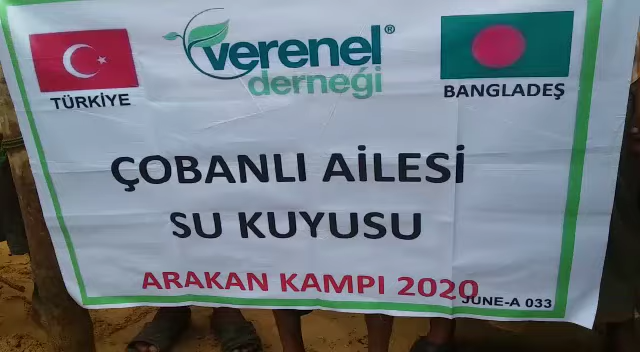 verenel®
derneği
TÜRKİYE
BANGLADEŞ
ÇOBANLI AİLESİ
SU KUYUSU
ARAKAN KAMPI 2020
JUNE-A 033